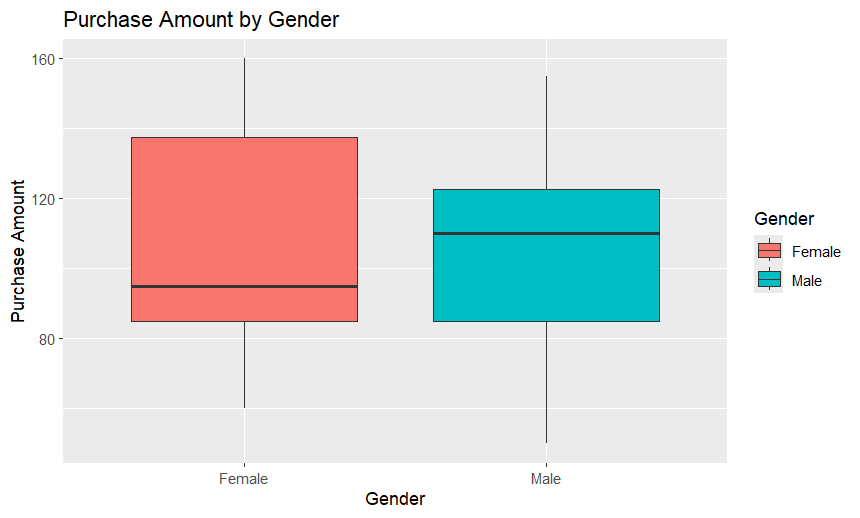 Purchase Amount by Gender
160
120
80
Purchase Amount
Female
Male
Gender
Gender
Female
Male